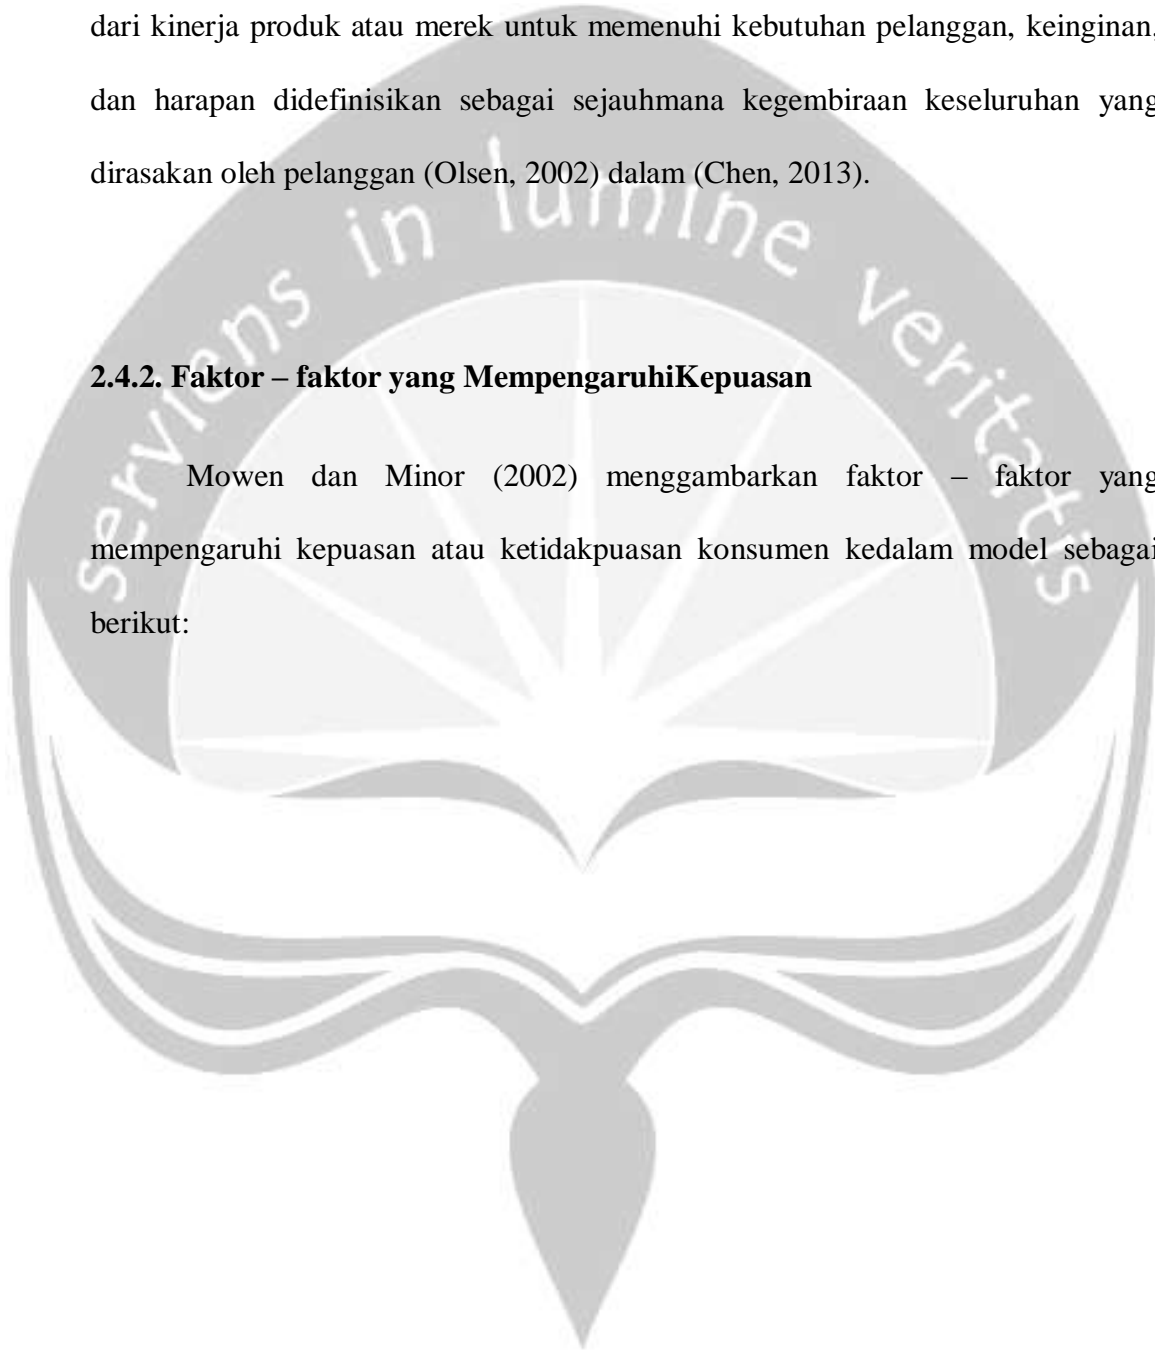 dari kinerja produk atau merek untuk memenuhi kebutuhan pelanggan, keinginan,
dan harapan didefinisikan sebagai sejauhmana kegembiraan keseluruhan yang
dirasakan oleh pelanggan (Olsen, 2002) dalam (Chen, 2013).
serviens in lumine veritatis
2.4.2. Faktor – faktor yang MempengaruhiKepuasan
Mowen dan Minor (2002) menggambarkan faktor – faktor yang
mempengaruhi kepuasan atau ketidakpuasan konsumen kedalam model sebagai
berikut: